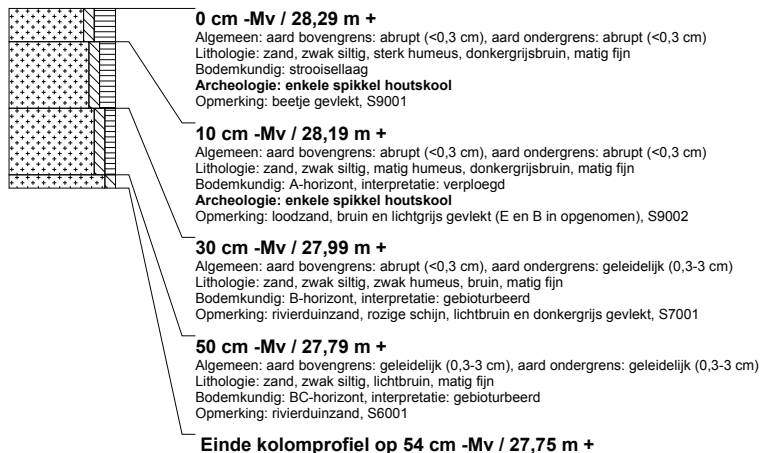 0 cm -Mv / 28,29 m +
Algemeen: aard bovengrens: abrupt (<0,3 cm), aard ondergrens: abrupt (<0,3 cm)
Lithologie: zand, zwak siltig, sterk humeus, donkergrijsbruin, matig fijn
Bodemkundig: strooisellaag
Archeologie: enkele spikkel houtskool
Opmerking: beetje gevlekt, S9001
10 cm -Mv / 28,19 m +
Algemeen: aard bovengrens: abrupt (<0,3 cm), aard ondergrens: abrupt (<0,3 cm)
Lithologie: zand, zwak siltig, matig humeus, donkergrijsbruin, matig fijn
Bodemkundig: A-horizont, interpretatie: verploegd
Archeologie: enkele spikkel houtskool
Opmerking: loodzand, bruin en lichtgrijs gevlekt (E en B in opgenomen), S9002
30 cm -Mv / 27,99 m +
Algemeen: aard bovengrens: abrupt (<0,3 cm), aard ondergrens: geleidelijk (0,3-3 cm)
Lithologie: zand, zwak siltig, zwak humeus, bruin, matig fijn
Bodemkundig: B-horizont, interpretatie: gebioturbeerd
Opmerking: rivierduinzand, rozige schijn, lichtbruin en donkergrijs gevlekt, S7001
50 cm -Mv / 27,79 m +
Algemeen: aard bovengrens: geleidelijk (0,3-3 cm), aard ondergrens: geleidelijk (0,3-3 cm)
Lithologie: zand, zwak siltig, lichtbruin, matig fijn
Bodemkundig: BC-horizont, interpretatie: gebioturbeerd
Opmerking: rivierduinzand, S6001
Einde kolomprofiel op 54 cm -Mv / 27,75 m +